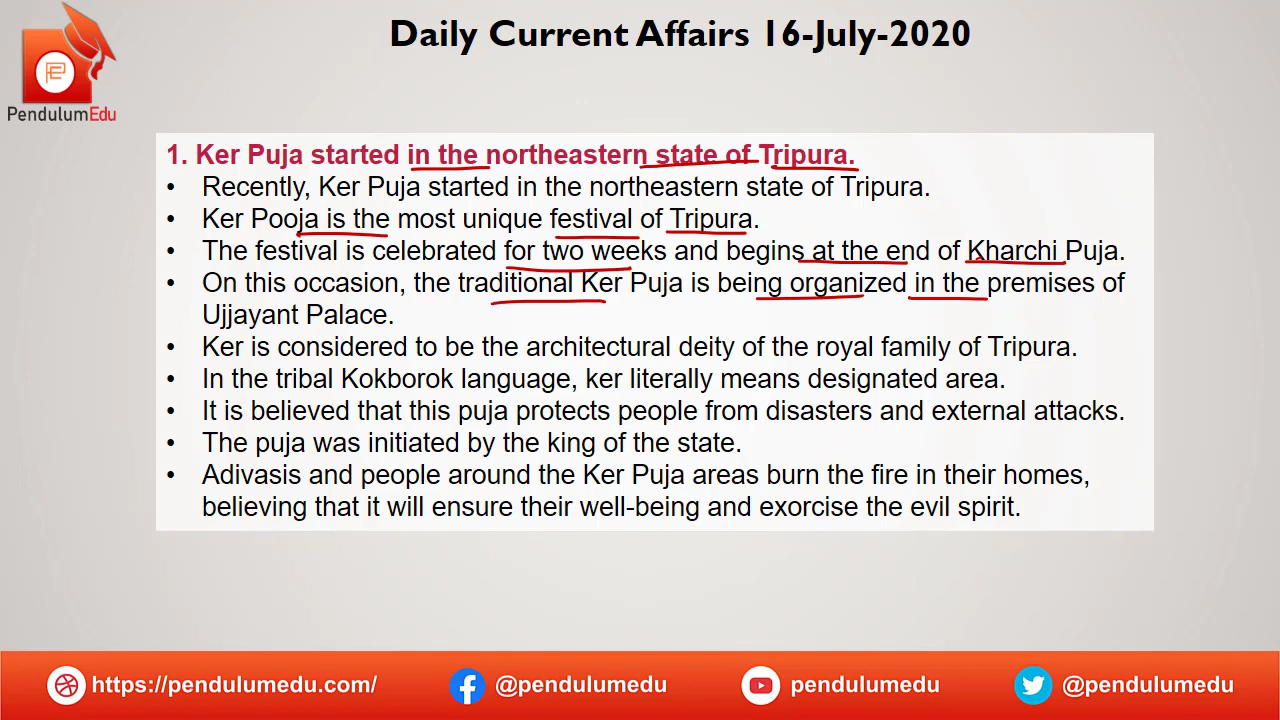 Daily Current Affairs 16-July-2020
PendulumEdu
1. Ker Puja started in the northeastern state of Tripura.
• Recently, Ker Puja started in the northeastern state of Tripura.
• Ker Pooja is the most unique festival of Tripura.
• The festival is celebrated for two weeks and begins at the end of Kharchi Puja.
• On this occasion, the traditional Ker Puja is being organized in the premises of
Ujjayant Palace.
• Ker is considered to be the architectural deity of the royal family of Tripura.
• In the tribal Kokborok language, ker literally means designated area.
• It is believed that this puja protects people from disasters and external attacks.
• The puja was initiated by the king of the state.
• Adivasis and people around the Ker Puja areas burn the fire in their homes,
believing that it will ensure their well-being and exorcise the evil spirit.
https://pendulumedu.com/ @pendulumedu pendulumedu @pendulumedu